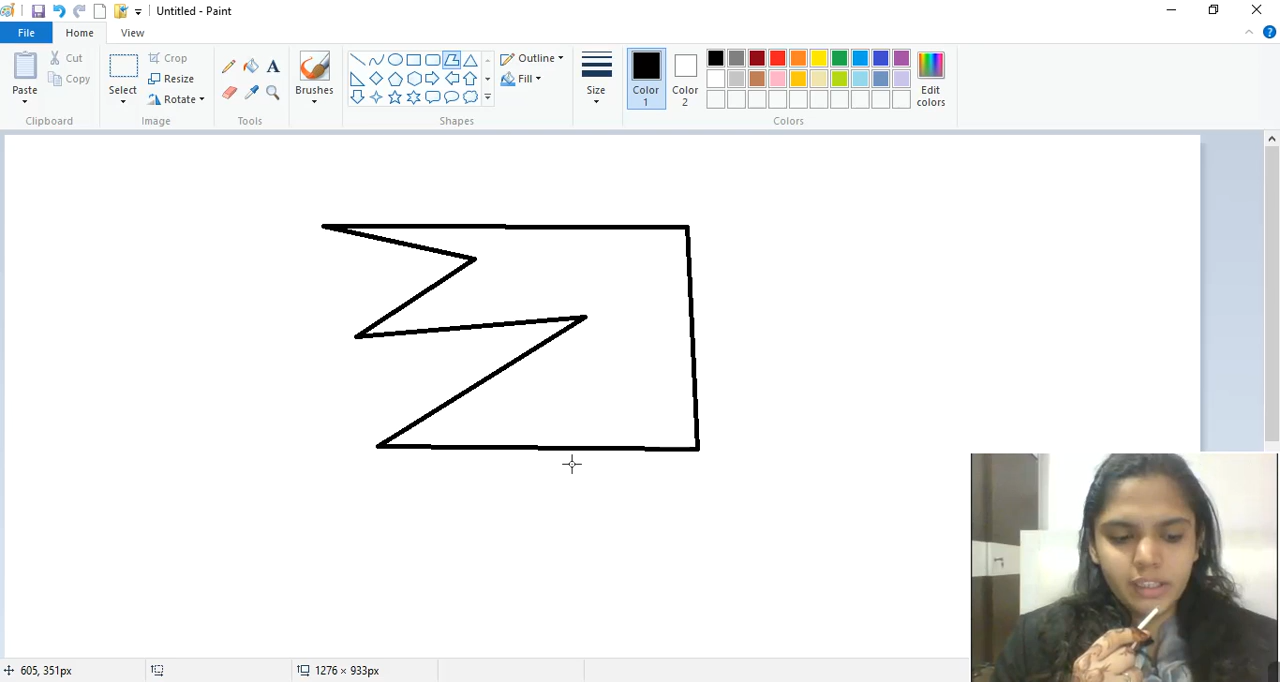 Untitled - Paint
File Home View
Paste
Cut
Copy
Clipboard
Select
Crop
Resize
Rotate
Image
A
Tools
Brushes
Outline
Fill
Shapes
Size
Color 1
Color 2
Edit colors
Colors
605, 351px
1276 × 933px